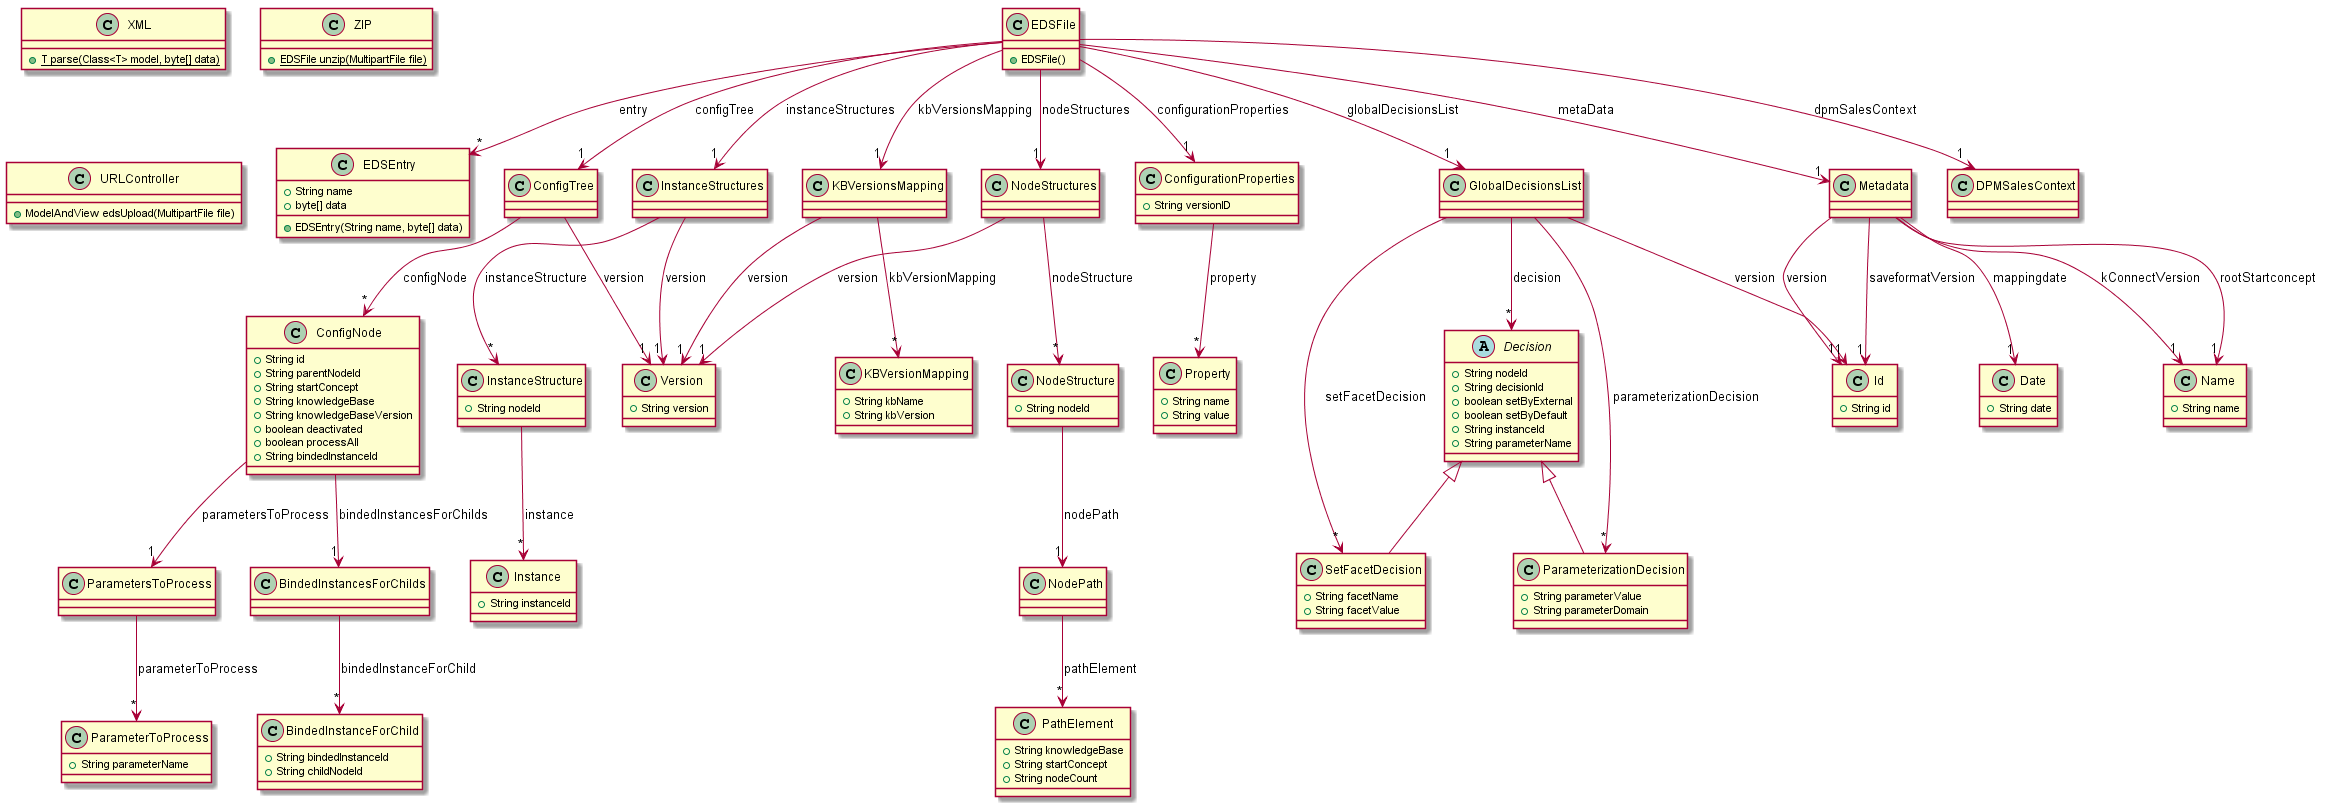 C XML
T parse(Class<T> model, byte[] data)
C ZIP
EDSFile unzip(MultipartFile file)
C EDSFile
EDSFile()
entry
configTree
instanceStructures
kbVersionsMapping
nodeStructures
configurationProperties
globalDecisionsList
metaData
dpmSalesContext
*
1
1
1
1
1
1
1
1
C URLController
ModelAndView edsUpload(MultipartFile file)
C EDSEntry
String name
byte[] data
EDSEntry(String name, byte[] data)
C ConfigTree
C InstanceStructures
C KBVersionsMapping
C NodeStructures
C ConfigurationProperties
String versionID
C GlobalDecisionsList
C Metadada
C DPMSalesContext
configNode
instanceStructure
version
version
version
kbVersionMapping
version
nodeStructure
property
decision
version
version
saveformatVersion
mappingdate
kConnectVersion
rootStartconcept
*
*
1
1
1
1
*
*
*
*
1
1
1
1
1
1
C ConfigNode
String id
String parentNodeId
String startConcept
String knowledgeBase
String knowledgeBaseVersion
boolean deactivated
boolean processAll
String bindedInstanceId
C InstanceStructure
String nodeId
C Version
String version
C KBVersionMapping
String kbName
String kbVersion
C NodeStructure
String nodeId
C Property
String name
String value
setFacetDecision
A Decision
String nodeId
String decisionId
boolean setByExternal
boolean setByDefault
String instanceId
String parameterName
parameterizationDecision
C Id
String id
C Date
String date
C Name
String name
parametersToProcess
bindedInstancesForChilds
instance
nodePath
1
1
*
1
*
*
C ParametersToProcess
C BindedInstancesForChilds
C Instance
String instanceId
C NodePath
C SetFacetDecision
String facetName
String facetValue
C ParameterizationDecision
String parameterValue
String parameterDomain
parameterToProcess
bindedInstanceForChild
pathElement
*
*
*
C ParameterToProcess
String parameterName
C BindedInstanceForChild
String bindedInstanceId
String childNodeId
C PathElement
String knowledgeBase
String startConcept
String nodeCount